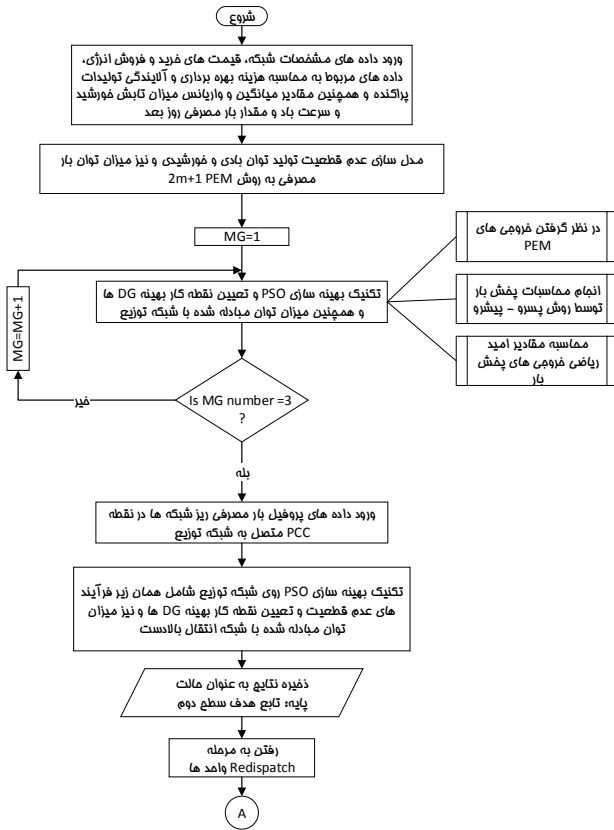 شروع
ورود داده های مشخصات شبکه، قیمت های خرید و فروش انرژی،
داده های مربوط به محاسبه هزینه بهره برداری و آلایندگی تولیدات
پراکنده و همچنین مقادیر میانگین و واریانس میزان تابش خورشید
و سرعت باد و مقدار بار مصرفی روز بعد
مدل سازی عدم قطعیت تولید توان بادی و خورشیدی و نیز میزان توان بار
مصرفی به روش 2m+1 PEM
MG=1
تکنیک بهینه سازی PSO و تعیین نقطه کار بهینه DG ها
و همچنین میزان توان مبادله شده با شبکه توزیع
در نظر گرفتن خروجی های
PEM
انجام محاسبات پخش بار
توسط روش پسرو – پیشرو
محاسبه مقادیر امید
ریاضی خروجی های پخش
بار
MG=MG+1
Is MG number =3
?
خیر
بله
ورود داده های پروفیل بار مصرفی ریز شبکه ها در نقطه
PCC متصل به شبکه توزیع
تکنیک بهینه سازی PSO روی شبکه توزیع شامل همان زیر فرآیند
های عدم قطعیت و تعیین نقطه کار بهینه DG ها و نیز میزان
توان مبادله شده با شبکه انتقال بالادست
ذخیره نتایج به عنوان حالت
پایه: تابع هدف سطح دوم
رفتن به مرحله
Redispatch واحد ها
A